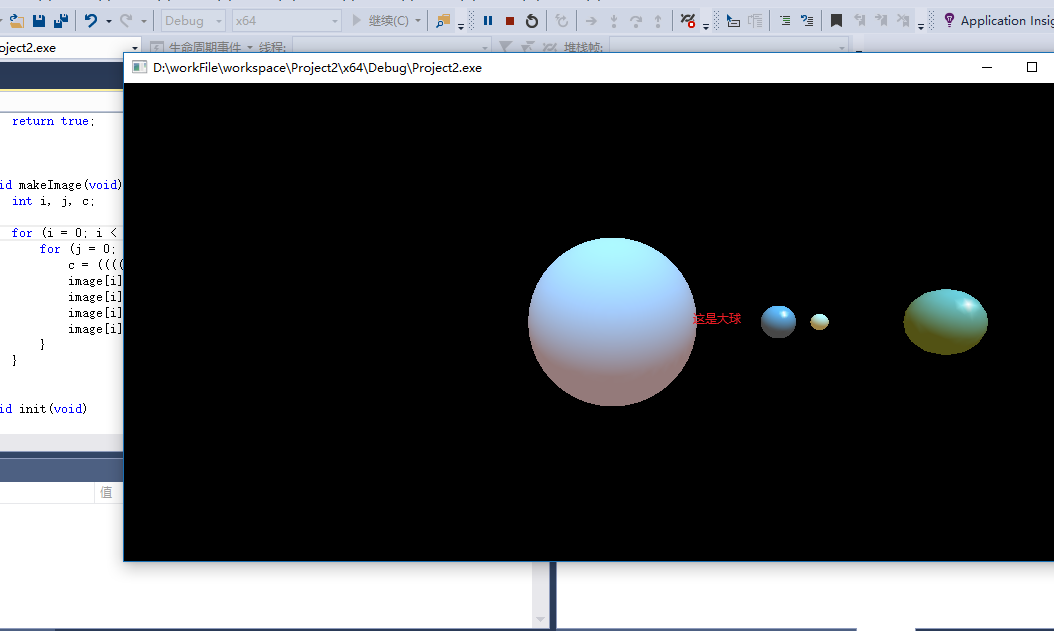 Debug
x64
继续(C)
Application Insig
oject2.exe
生命周期事件
线程:
堆栈帧:
D:\workFile\workspace\Project2\x64\Debug\Project2.exe
return true;
id makeImage(void)
int i, j, c;
for (i = 0; i <
for (j = 0;
c = ((((
image[i]
image[i]
image[i]
image[i]
}
}
id init(void)
值
这是大球